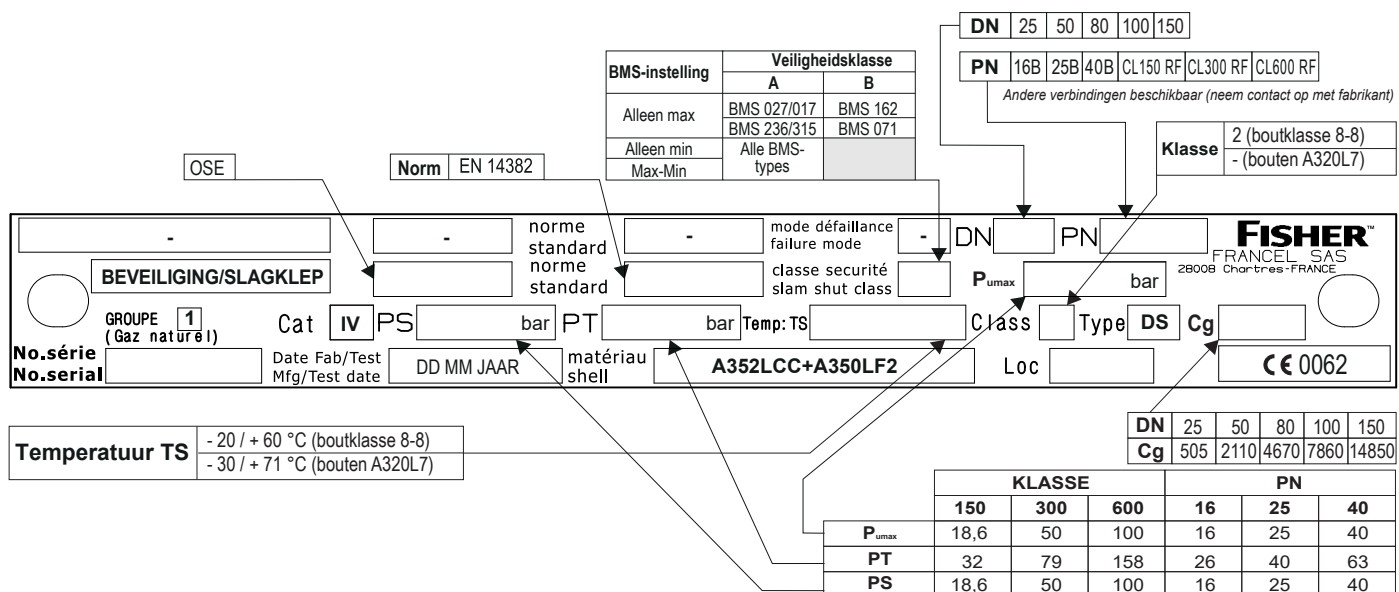 DN 25 50 80 100 150
PN 16B 25B 40B CL150 RF CL300 RF CL600 RF
Andere verbindingen beschikbaar (neem contact op met fabrikant)
BMS-instelling Veiligheidsklasse
A B
Alleen max BMS 027/017 BMS 162
BMS 236/315 BMS 071
Alleen min Alle BMS-
Max-Min types
Klasse 2 (boutklasse 8-8)
- (bouten A320L7)
OSE
Norm EN 14382
- - norme - mode défaillance - DN PN FISHER™
standard failure mode
FRANCEL SAS
28008 Chartres-FRANCE
BEVEILIGING/SLAGKLEP norme classe securité Pumax bar
standard slam shut class
GROUPE 1 Cat IV PS bar PT bar Temp: TS Class Type DS Cg
(Gaz naturel)
No.série Date Fab/Test DD MM JAAR matériau A352LCC+A350LF2 Loc CE 0062
No.serial Mfg/Test date shell
Temperatuur TS - 20 / + 60 °C (boutklasse 8-8)
- 30 / + 71 °C (bouten A320L7)
DN 25 50 80 100 150
Cg 505 2110 4670 7860 14850
KLASSE PN
150 300 600 16 25 40
Pumax 18,6 50 100 16 25 40
PT 32 79 158 26 40 63
PS 18,6 50 100 16 25 40